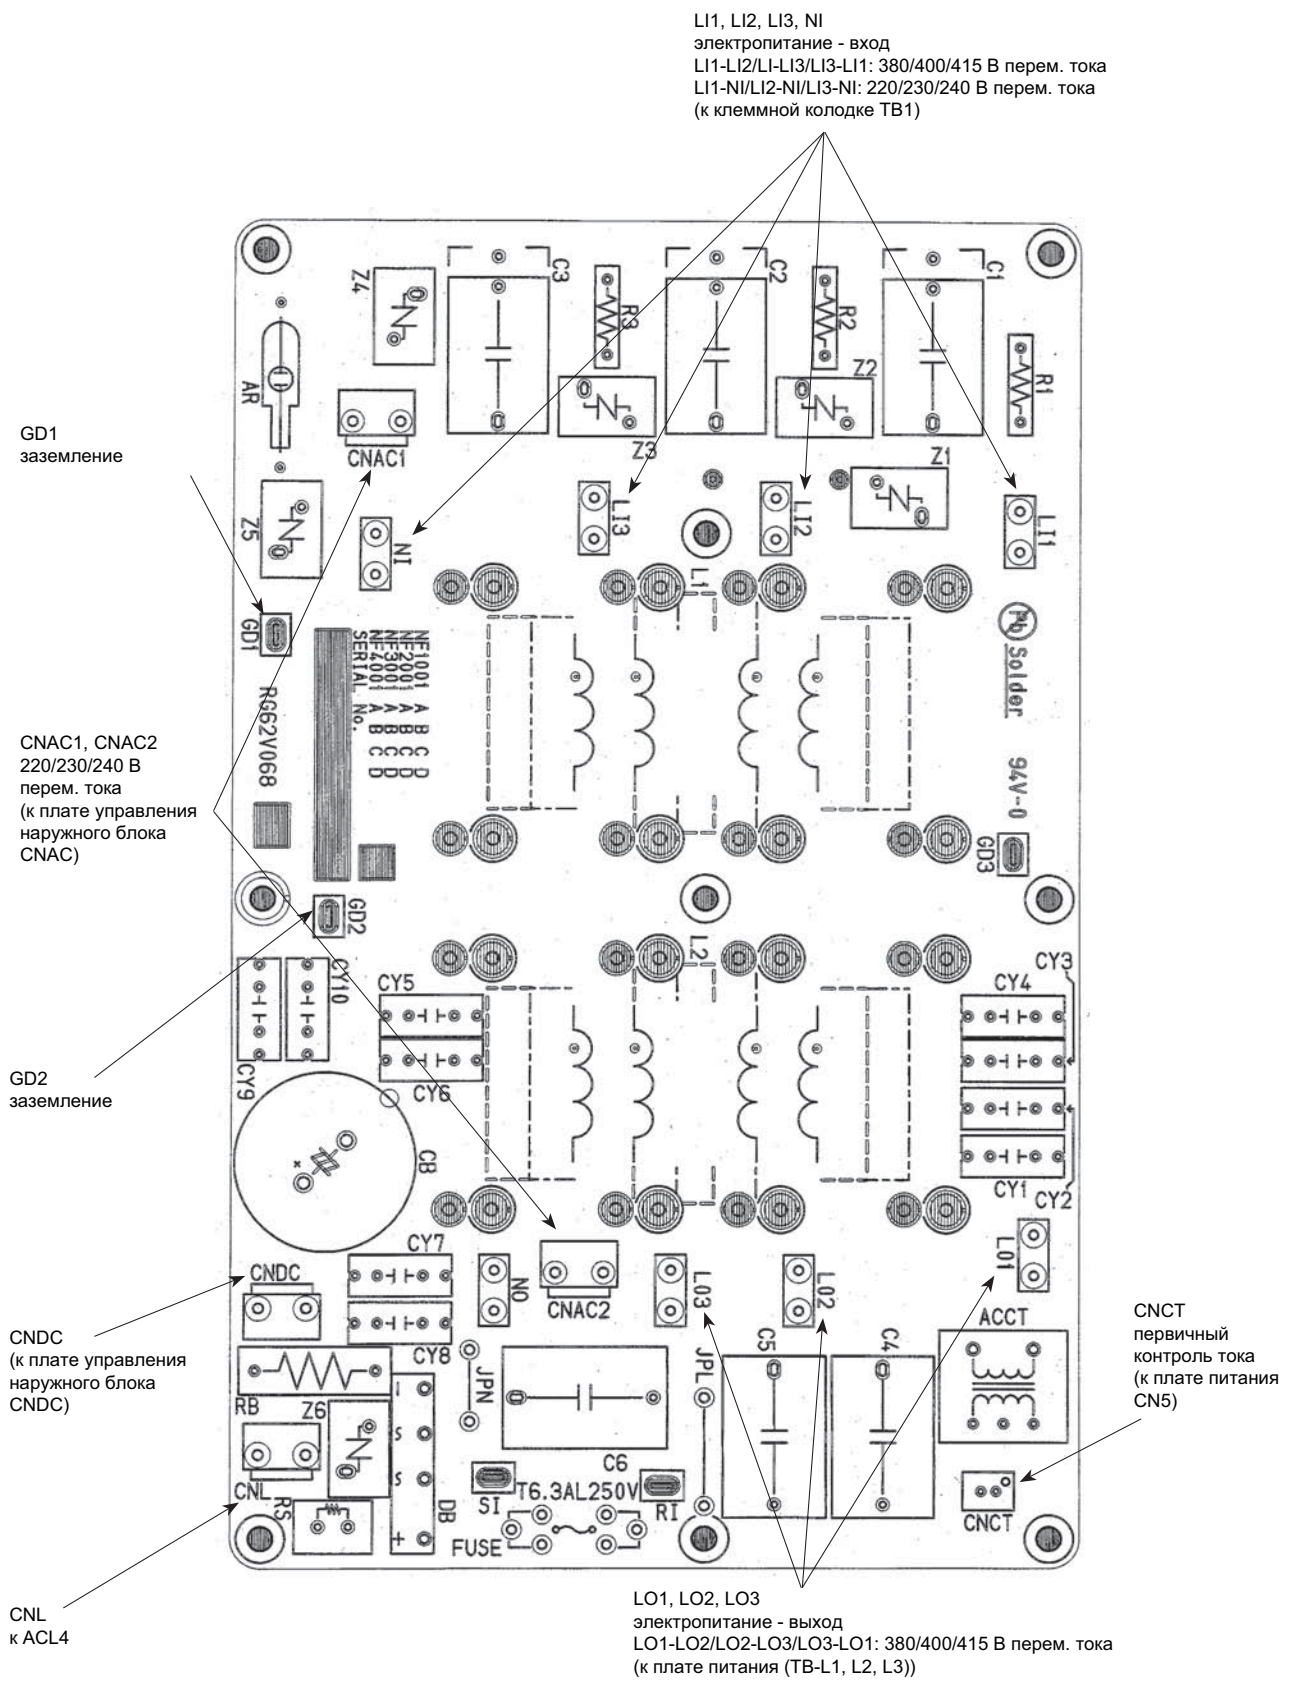 LI1, LI2, LI3, NI
электропитание - вход
LI1-LI2/LI-LI3/LI3-LI1: 380/400/415 В перем. тока
LI1-NI/LI2-NI/LI3-NI: 220/230/240 В перем. тока
(к клеммной колодке TB1)
Z4
C3
R3
C2
R2
C1
R1
AR
CNAC1
Z3
Z2
Z1
GD1
заземление
Z5
NI
LI3
LI2
LI1
L1
GD1
NF1001 A B C D
NF2001 A B C D
NF3001 A B C D
NF4001 A B C D
SERIAL No.
RG62V068
Pb
Solder
94V-0
GD3
CNAC1, CNAC2
220/230/240 В
перем. тока
(к плате управления
наружного блока
CNAC)
GD2
L2
CY10
CY9
CY5
CY6
CY3
CY4
CY1
CY2
GD2
заземление
CB
CY7
CY8
CNDC
NO
CNAC2
LO3
LO2
LO1
CNDC
(к плате управления
наружного блока
CNDC)
RB
Z6
JPN
C6
JPL
C5
C4
ACCT
CNCT
первичный
контроль тока
(к плате питания
CN5)
CNL
RS
- S S +
DB
SI
T6.3AL250V
RI
FUSE
CNCT
CNL
к ACL4
LO1, LO2, LO3
электропитание - выход
LO1-LO2/LO2-LO3/LO3-LO1: 380/400/415 В перем. тока
(к плате питания (TB-L1, L2, L3))